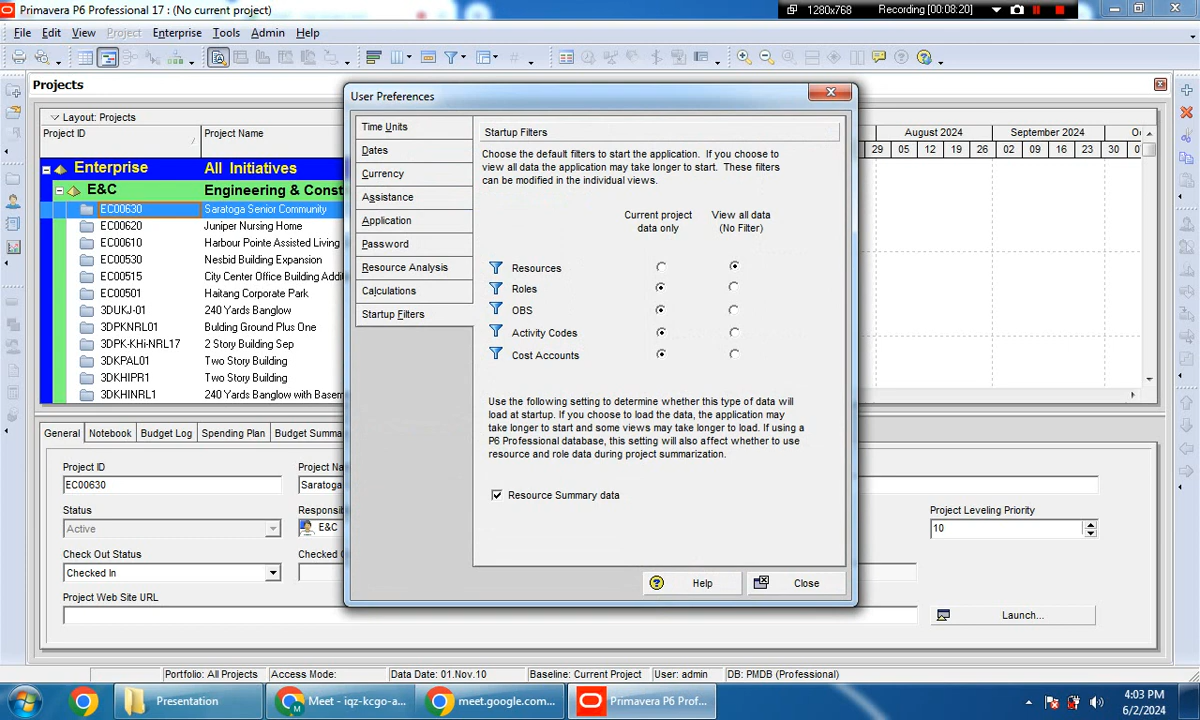 Primavera P6 Professional 17 : (No current project)
1280x768
Recording [00:08:20]
File Edit View Project Enterprise Tools Admin Help
Projects
Layout: Projects
Project ID
Project Name
August 2024
September 2024
29 05 12 19 26 02 09 16 23 30
Enterprise
All Initiatives
E&C
Engineering & Const
EC00630
Saratoga Senior Community
EC00620
Juniper Nursing Home
EC00610
Harbour Pointe Assisted Living
EC00530
Nesbid Building Expansion
EC00515
City Center Office Building Addi
EC00501
Haitang Corporate Park
3DUKJ-01
240 Yards Banglow
3DPKNRL01
Bulding Ground Plus One
3DPK-KHi-NRL17
2 Story Building Sep
3DKPAL01
Two Story Building
3DKHIPR1
Two Story Building
3DKHINRL1
240 Yards Banglow with Basem
User Preferences
Time Units
Dates
Currency
Assistance
Application
Password
Resource Analysis
Calculations
Startup Filters
Startup Filters
Choose the default filters to start the application. If you choose to
view all data the application may take longer to start. These filters
can be modified in the individual views.
Current project
data only
View all data
(No Filter)
Resources
Roles
OBS
Activity Codes
Cost Accounts
Use the following setting to determine whether this type of data will
load at startup. If you choose to load the data, the application may
take longer to start and some views may take longer to load. If using a
P6 Professional database, this setting will also affect whether to use
resource and role data during project summarization.
Resource Summary data
Help
Close
General Notebook Budget Log Spending Plan Budget Summa
Project ID
EC00630
Project Na
Saratoga
Status
Active
Responsib
E&C
Project Leveling Priority
10
Check Out Status
Checked In
Checked O
Project Web Site URL
Launch...
Portfolio: All Projects
Access Mode:
Data Date: 01.Nov.10
Baseline: Current Project
User: admin
DB: PMDB (Professional)
Presentation
Meet - iqz-kcgo-a...
meet.google.com...
Primavera P6 Prof...
4:03 PM
6/2/2024